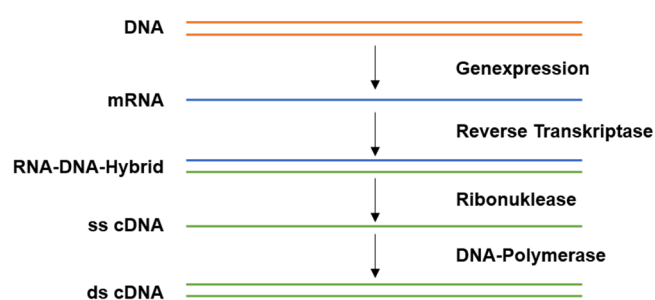 DNA
Genexpression
mRNA
Reverse Transkriptase
RNA-DNA-Hybrid
Ribonuklease
ss cDNA
DNA-Polymerase
ds cDNA